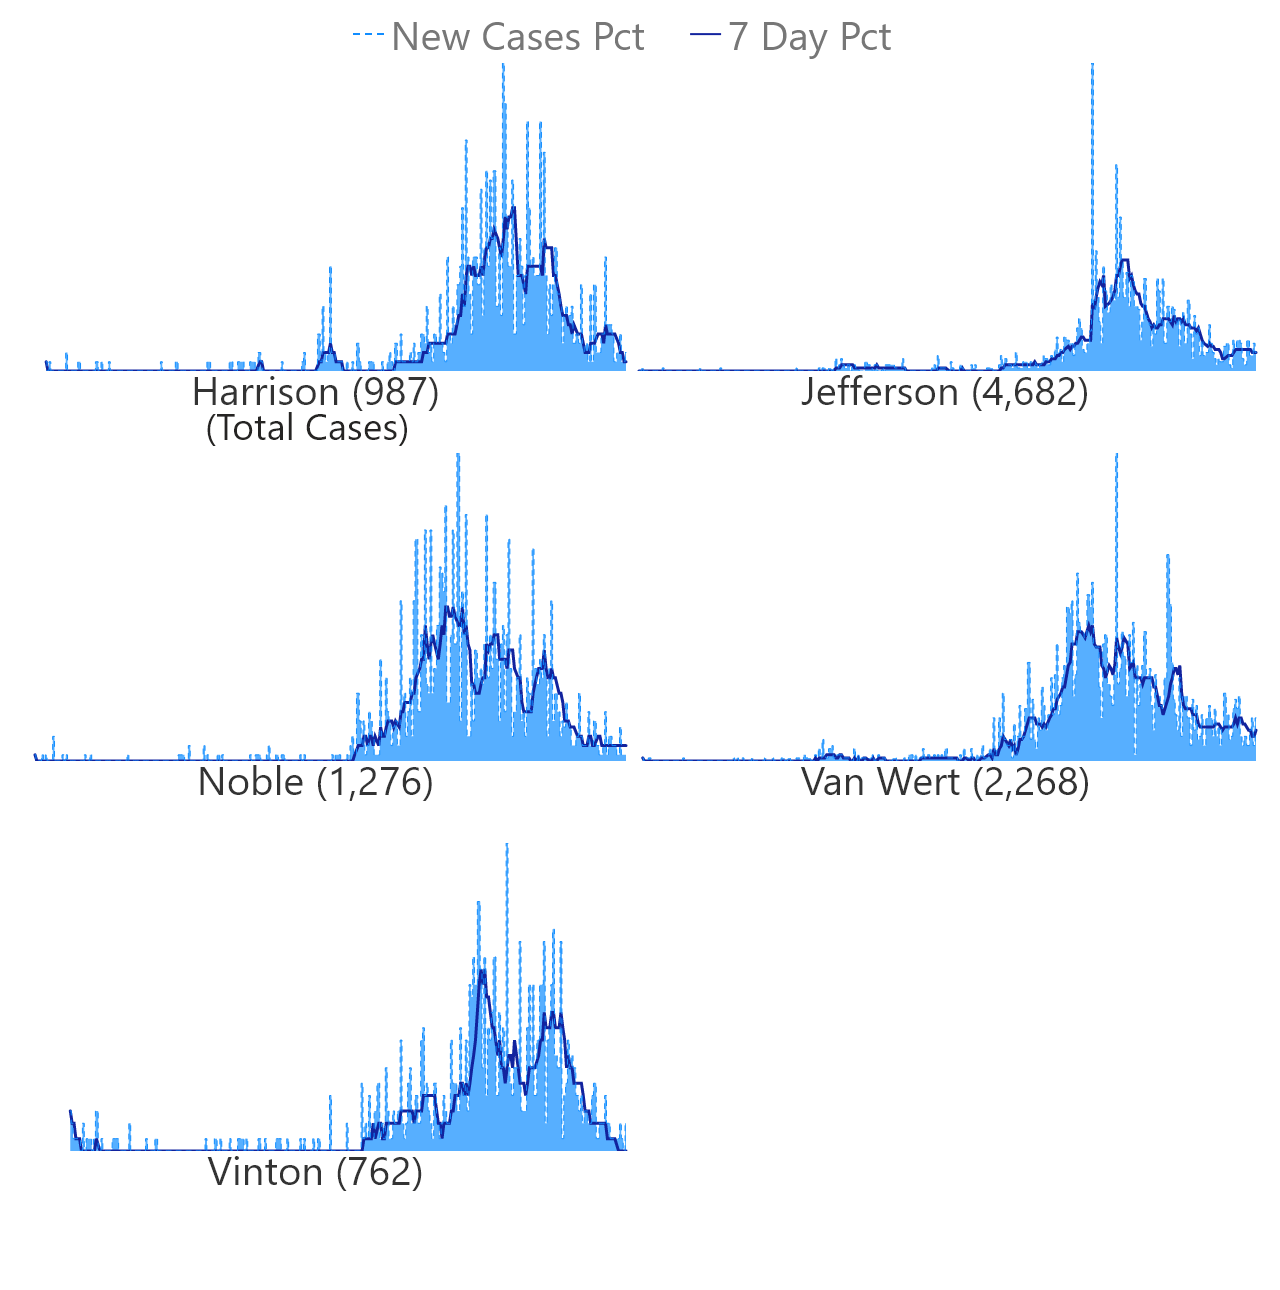 New Cases Pct 7 Day Pct
Harrison (987)
(Total Cases)
Jefferson (4,682)
Noble (1,276)
Van Wert (2,268)
Vinton (762)